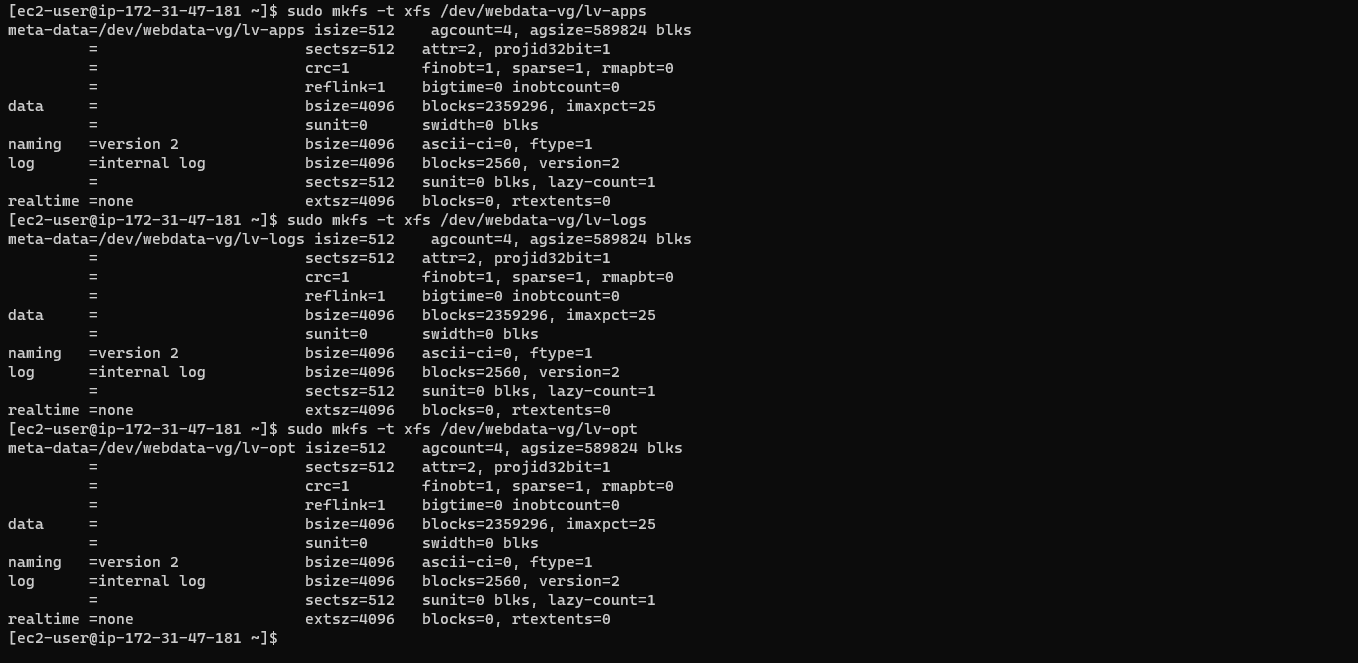 [ec2-user@ip-172-31-47-181 ~]$ sudo mkfs -t xfs /dev/webdata-vg/lv-apps
meta-data=/dev/webdata-vg/lv-apps isize=512    agcount=4, agsize=589824 blks
         =                       sectsz=512   attr=2, projid32bit=1
         =                       crc=1        finobt=1, sparse=1, rmapbt=0
         =                       reflink=1    bigtime=0 inobtcount=0
data     =                       bsize=4096   blocks=2359296, imaxpct=25
         =                       sunit=0      swidth=0 blks
naming   =version 2              bsize=4096   ascii-ci=0, ftype=1
log      =internal log           bsize=4096   blocks=2560, version=2
         =                       sectsz=512   sunit=0 blks, lazy-count=1
realtime =none                   extsz=4096   blocks=0, rtextents=0
[ec2-user@ip-172-31-47-181 ~]$ sudo mkfs -t xfs /dev/webdata-vg/lv-logs
meta-data=/dev/webdata-vg/lv-logs isize=512    agcount=4, agsize=589824 blks
         =                       sectsz=512   attr=2, projid32bit=1
         =                       crc=1        finobt=1, sparse=1, rmapbt=0
         =                       reflink=1    bigtime=0 inobtcount=0
data     =                       bsize=4096   blocks=2359296, imaxpct=25
         =                       sunit=0      swidth=0 blks
naming   =version 2              bsize=4096   ascii-ci=0, ftype=1
log      =internal log           bsize=4096   blocks=2560, version=2
         =                       sectsz=512   sunit=0 blks, lazy-count=1
realtime =none                   extsz=4096   blocks=0, rtextents=0
[ec2-user@ip-172-31-47-181 ~]$ sudo mkfs -t xfs /dev/webdata-vg/lv-opt
meta-data=/dev/webdata-vg/lv-opt isize=512    agcount=4, agsize=589824 blks
         =                       sectsz=512   attr=2, projid32bit=1
         =                       crc=1        finobt=1, sparse=1, rmapbt=0
         =                       reflink=1    bigtime=0 inobtcount=0
data     =                       bsize=4096   blocks=2359296, imaxpct=25
         =                       sunit=0      swidth=0 blks
naming   =version 2              bsize=4096   ascii-ci=0, ftype=1
log      =internal log           bsize=4096   blocks=2560, version=2
         =                       sectsz=512   sunit=0 blks, lazy-count=1
realtime =none                   extsz=4096   blocks=0, rtextents=0
[ec2-user@ip-172-31-47-181 ~]$